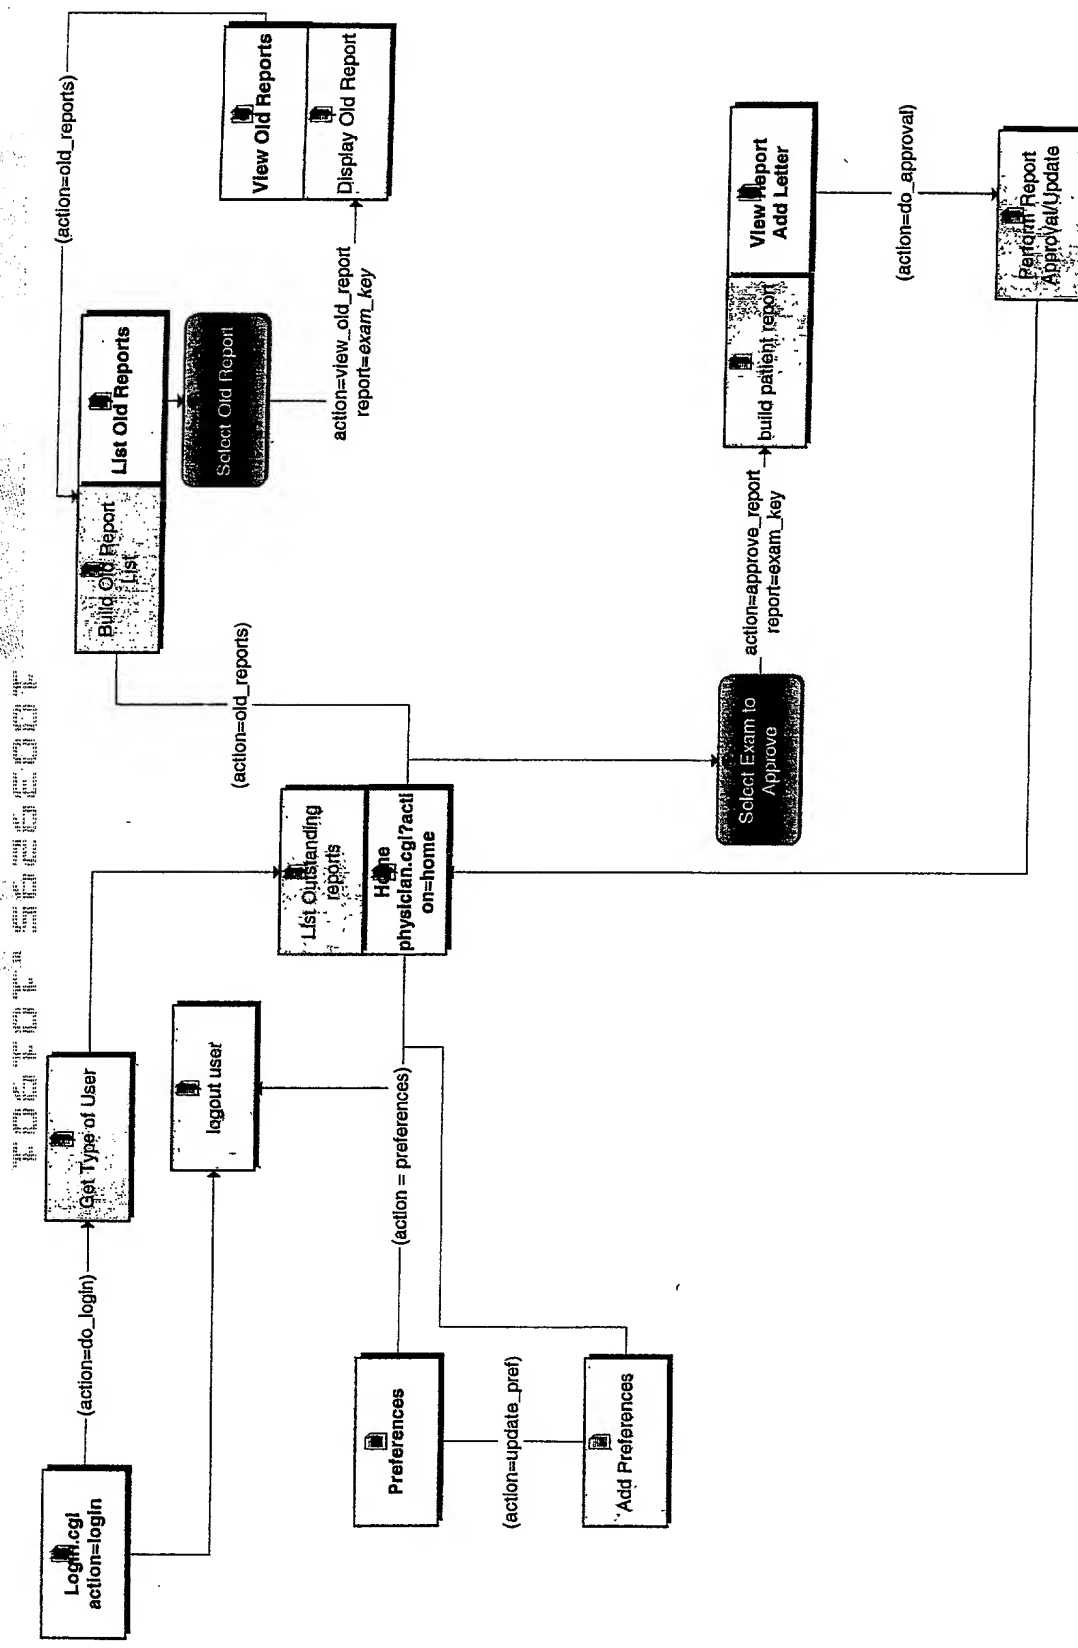 Login.cgi
action=login
(action=do_login)
Get Type of User
logout user
Preferences
(action=update_pref)
Add Preferences
(action = preferences)
List Outstanding
reports
Home
physician.cgi?acti
on=home
(action=old_reports)
Build Old Report
List
List Old Reports
Select Old Report
action=view_old_report
report=exam_key
(action=old_reports)
View Old Reports
Display Old Report
Select Exam to
Approve
action=approve_report
report=exam_key
build patient report
View Report
Add Letter
(action=do_approval)
Perform Report
Approval/Update